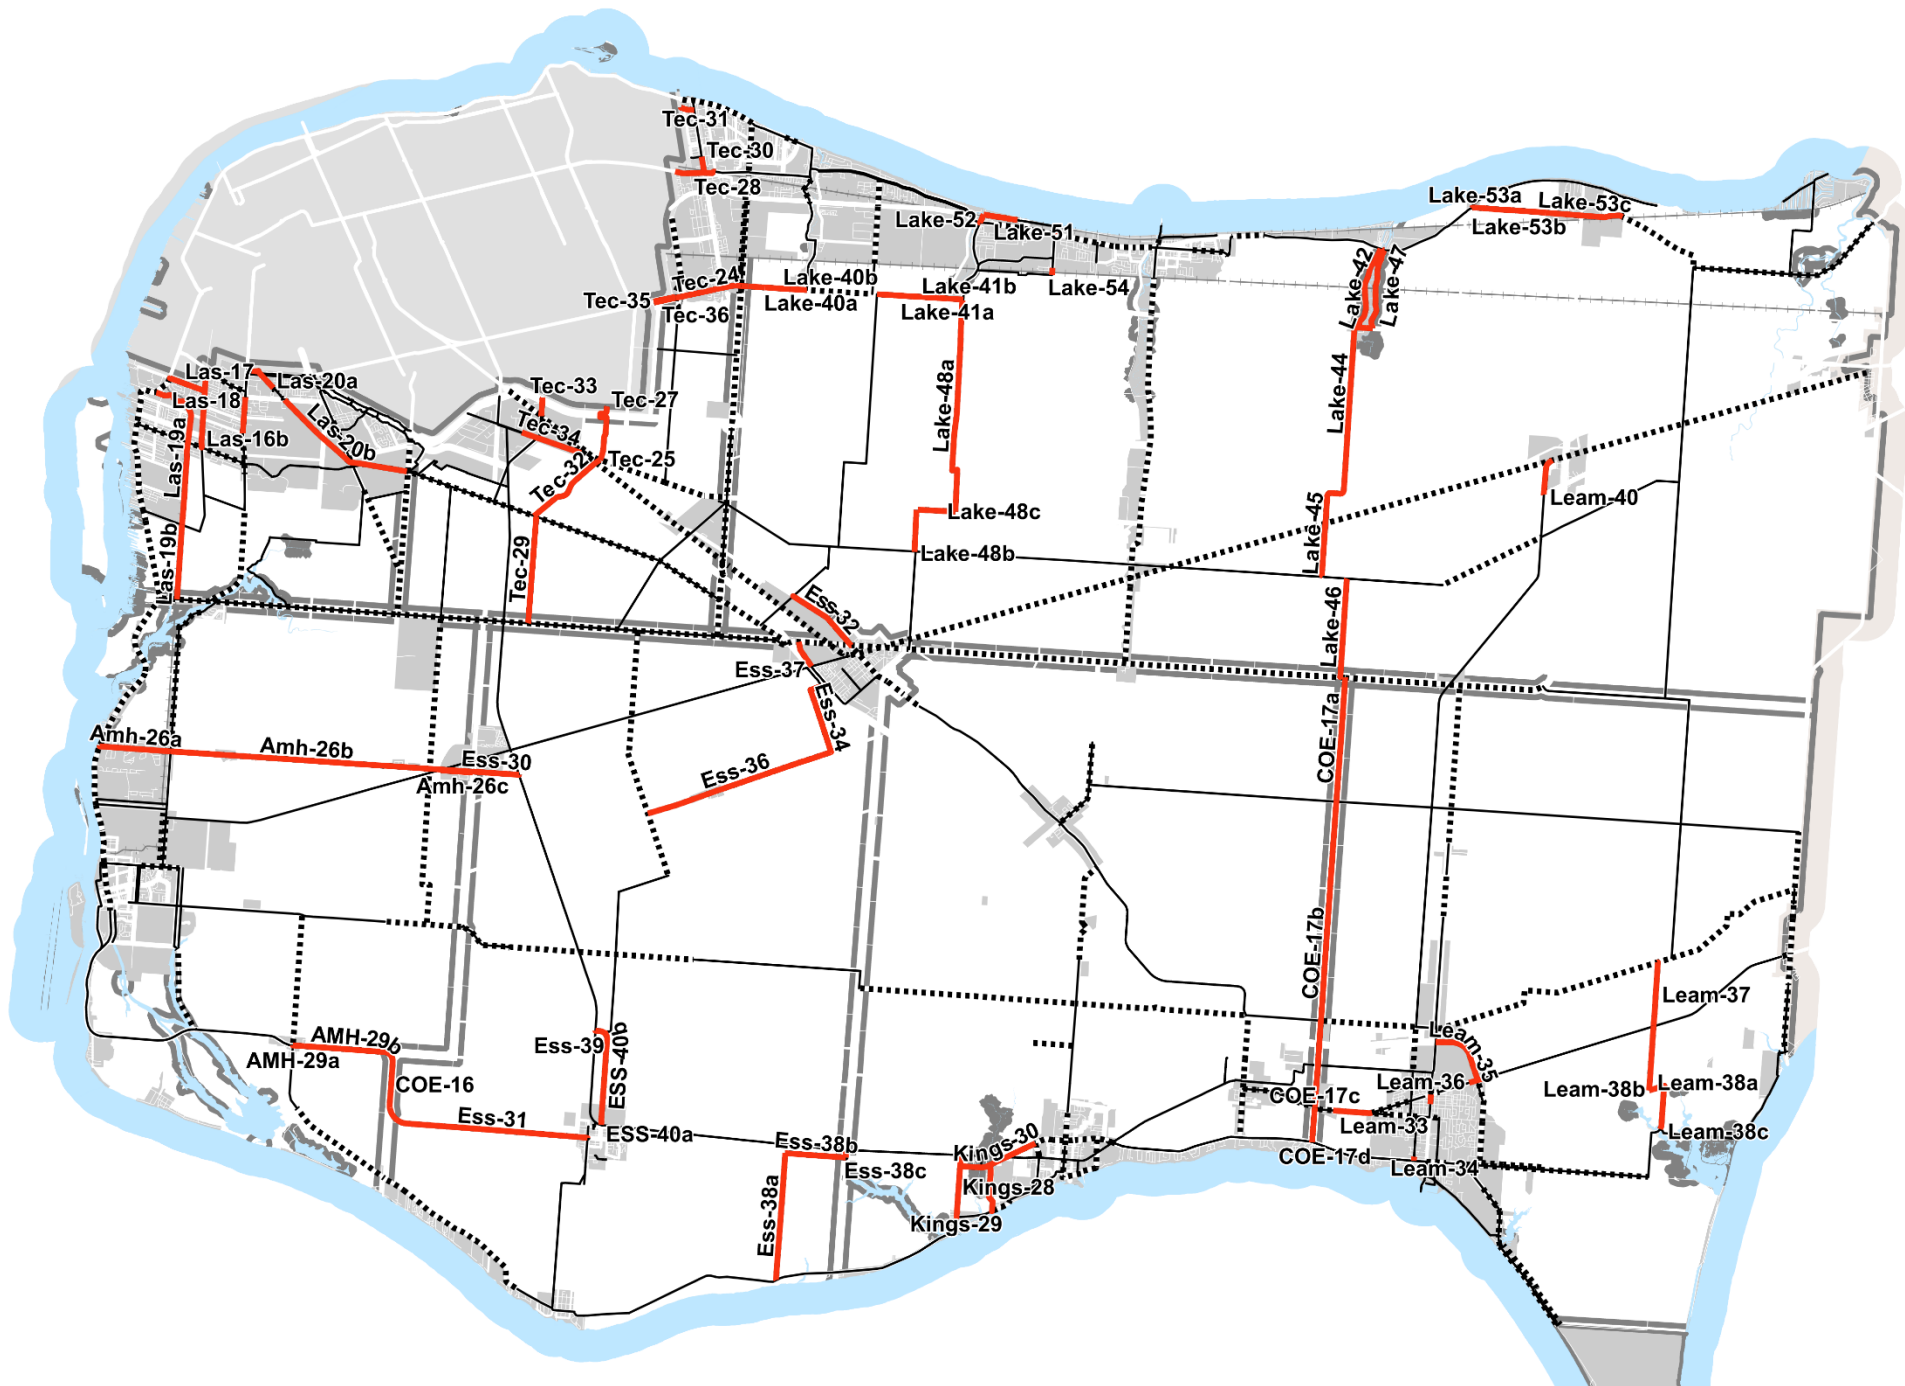 Tec-31
Tec-30
Tec-28
Lake-53a
Lake-53c
Lake-53b
Lake-52
Lake-51
Lake-42
Lake-47
Tec-24
Lake-40b
Lake-41b
Lake-54
Tec-35
Tec-36
Lake-40a
Lake-41a
Las-17
Las-20a
Las-18
Tec-33
Tec-27
Lake-44
Lake-48a
Las-19a
Las-16b
Las-20b
Tec-34
Tec-25
Tec-32
Leam-40
Lake-48c
Lake-45
Lake-48b
Las-19b
Tec-29
Ess-32
Lake-46
Ess-37
Ess-34
COE-17a
Amh-26a
Amh-26b
Ess-30
Amh-26c
Ess-36
COE-17b
Leam-37
AMH-29b
AMH-29a
Ess-39
ESS-40b
Leam-35
COE-16
Leam-36
Leam-38b
Leam-38a
COE-17c
Ess-31
ESS-40a
Leam-33
Leam-38c
Ess-38b
Kings-30
COE-17d
Ess-38c
Leam-34
Kings-28
Ess-38a
Kings-29